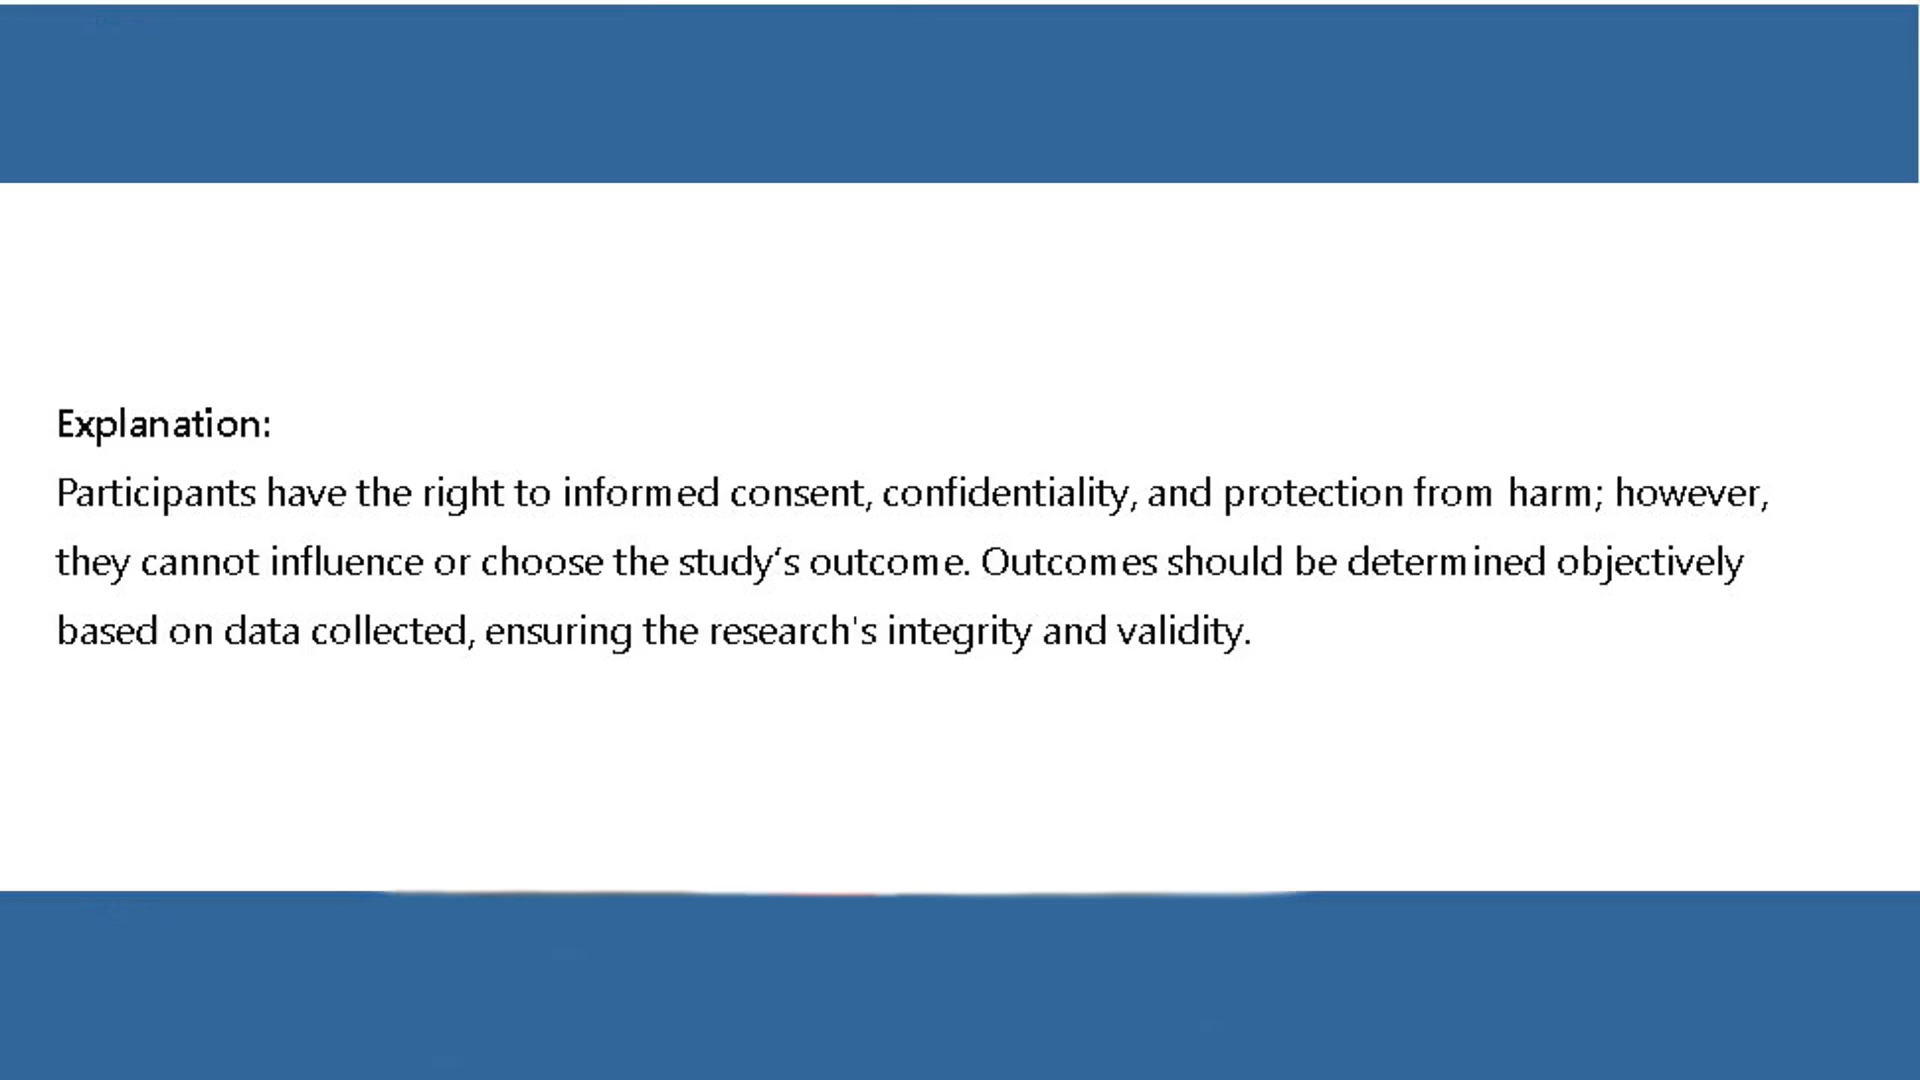 Explanation:
Participants have the right to informed consent, confidentiality, and protection from harm; however,
they cannot influence or choose the study‘s outcome. Outcomes should be determined objectively
based on data collected, ensuring the research's integrity and validity.